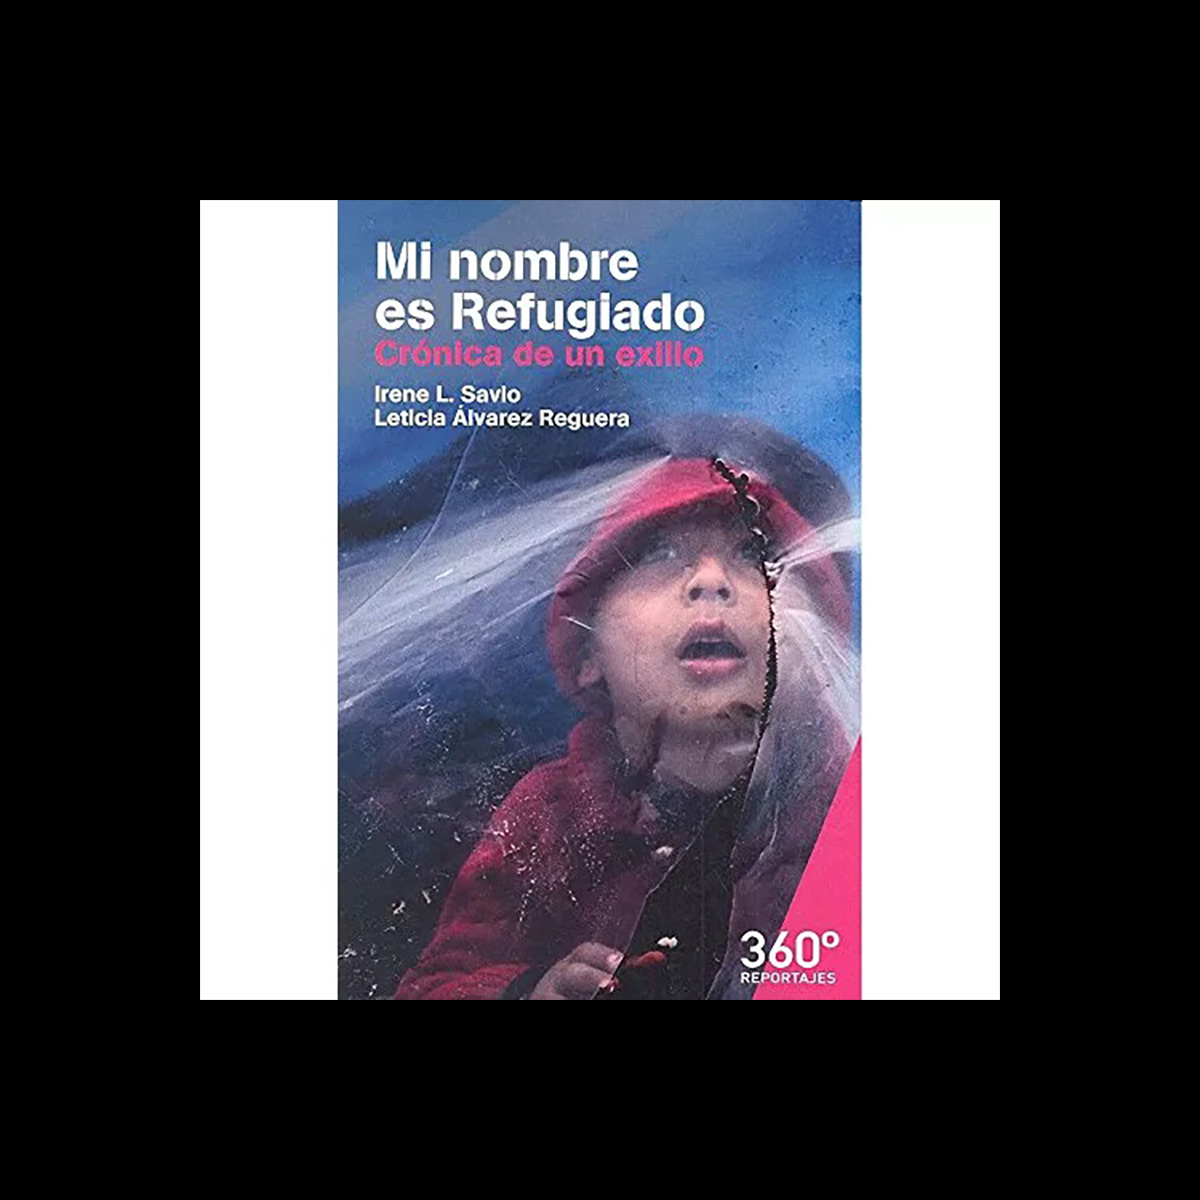 Mi nombre
es Refugiado
Crónica de un exilio
Irene L. Savio
Leticia Álvarez Reguera
360º
REPORTAJES